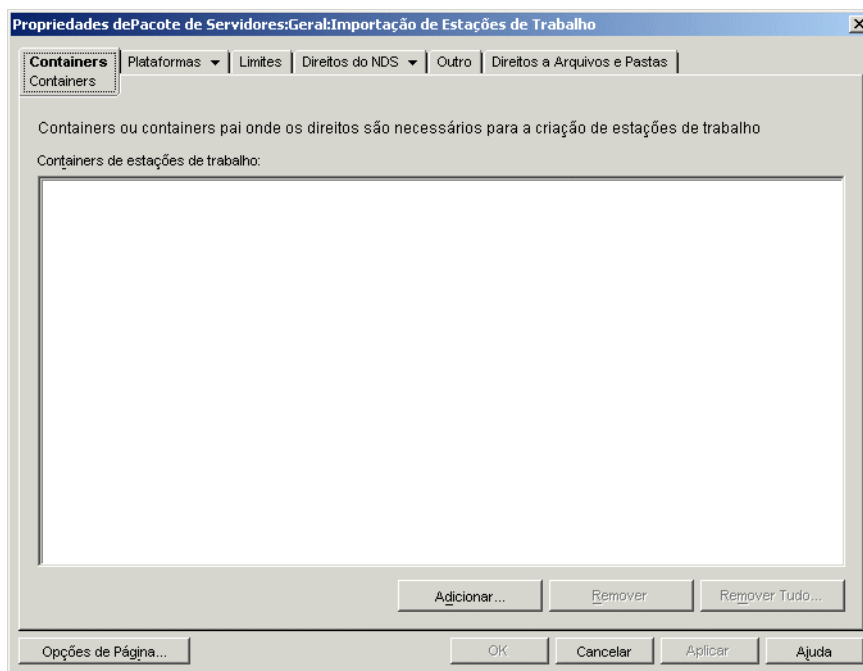 Propriedades dePacote de Servidores:Geral:Importação de Estações de Trabalho
Containers Plataformas Limites Direitos do NDS Outro Direitos a Arquivos e Pastas
Containers
Containers ou containers pai onde os direitos são necessários para a criação de estações de trabalho
Containers de estações de trabalho:
Adicionar... Remover Remover Tudo...
Opções de Página... OK Cancelar Aplicar Ajuda